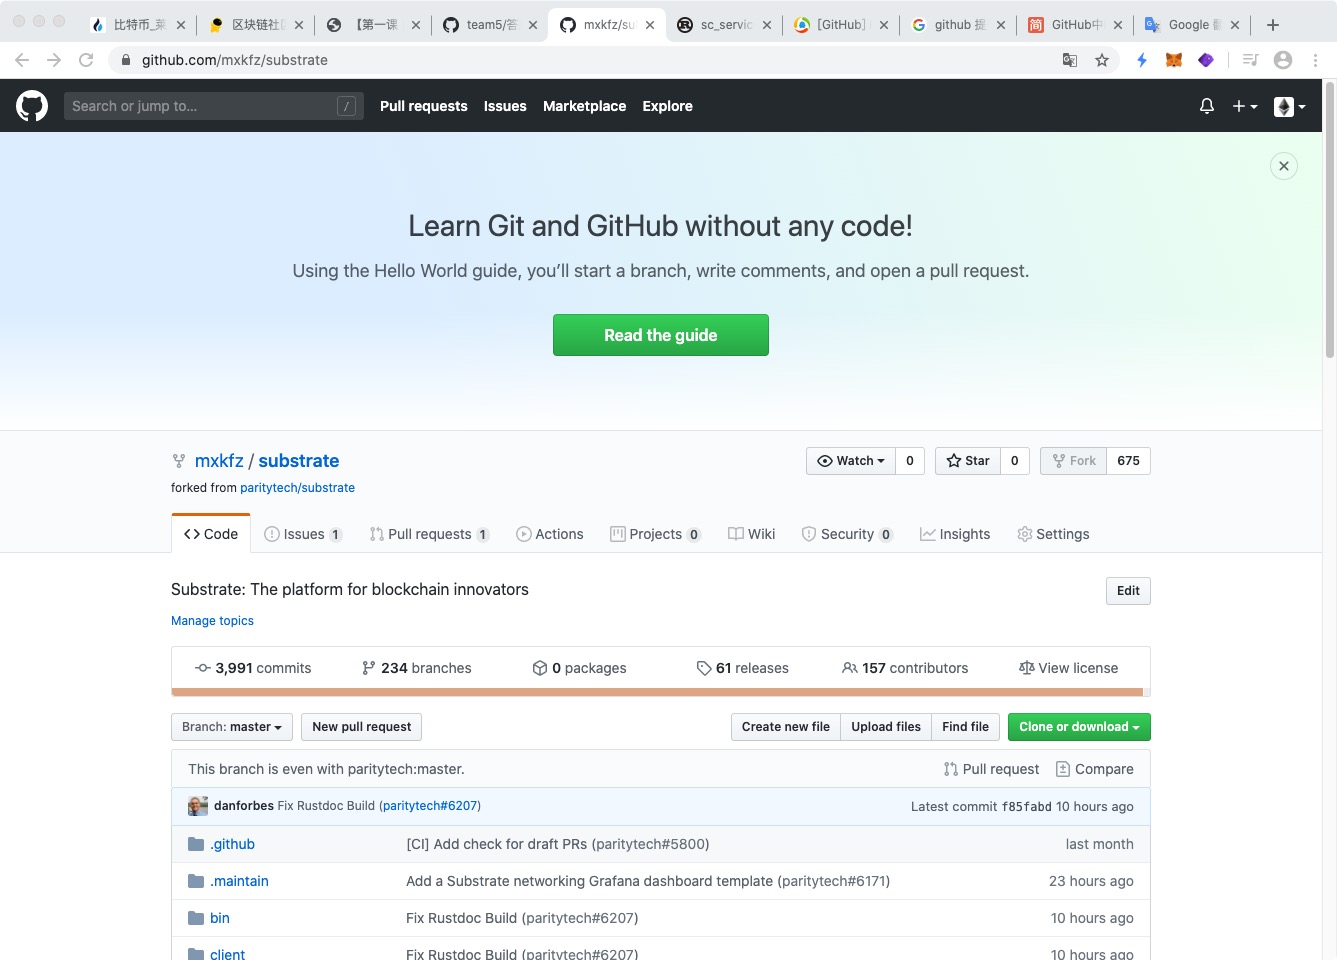 比特币_莱
区块链社区
【第一课
team5/答
mxkfz/su
sc_servic
[GitHub]
github 提
GitHub中
Google 翻
github.com/mxkfz/substrate
Search or jump to... /
Pull requests Issues Marketplace Explore
Learn Git and GitHub without any code!
Using the Hello World guide, you’ll start a branch, write comments, and open a pull request.
Read the guide
mxkfz / substrate
Watch 0 Star 0 Fork 675
forked from paritytech/substrate
Code Issues 1 Pull requests 1 Actions Projects 0 Wiki Security 0 Insights Settings
Substrate: The platform for blockchain innovators
Edit
Manage topics
3,991 commits 234 branches 0 packages 61 releases 157 contributors View license
Branch: master New pull request Create new file Upload files Find file Clone or download
This branch is even with paritytech:master. Pull request Compare
danforbes Fix Rustdoc Build (paritytech#6207) Latest commit f85fabd 10 hours ago
.github [CI] Add check for draft PRs (paritytech#5800) last month
.maintain Add a Substrate networking Grafana dashboard template (paritytech#6171) 23 hours ago
bin Fix Rustdoc Build (paritytech#6207) 10 hours ago
client Fix Rustdoc Build (paritytech#6207) 10 hours ago